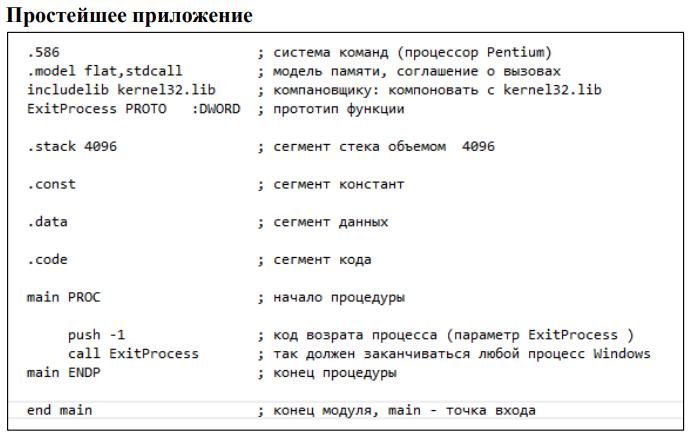 Простейшее приложение
.586 ; система команд (процессор Pentium)
.model flat,stdcall ; модель памяти, соглашение о вызовах
includelib kernel32.lib ; компановщику: компоновать с kernel32.lib
ExitProcess PROTO :DWORD ; прототип функции
.stack 4096 ; сегмент стека объемом 4096
.const ; сегмент констант
.data ; сегмент данных
.code ; сегмент кода
main PROC ; начало процедуры
push -1 ; код возрата процесса (параметр ExitProcess )
call ExitProcess ; так должен заканчиваться любой процесс Windows
main ENDP ; конец процедуры
end main ; конец модуля, main - точка входа